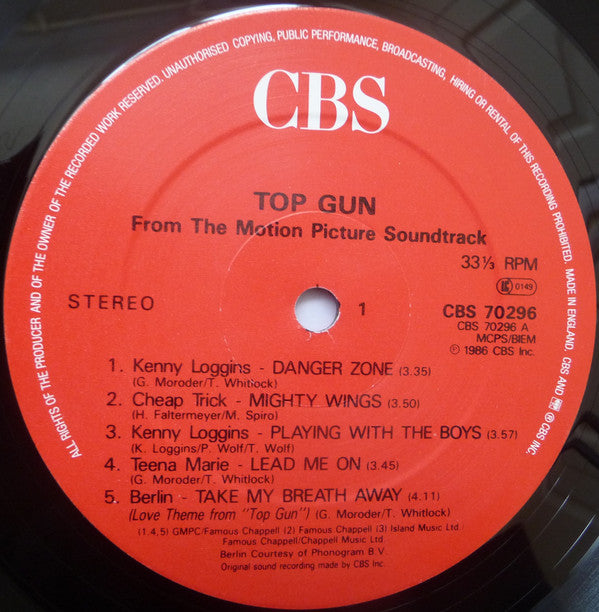 ALL RIGHTS OF THE PRODUCER AND OF THE OWNER OF THE RECORDED WORK RESERVED. UNAUTHORISED COPYING, PUBLIC PERFORMANCE, BROADCASTING, HIRING OR RENTAL OF THIS RECORDING PROHIBITED. MADE IN ENGLAND. CBS AND ® CBS INC.
CBS
TOP GUN
From The Motion Picture Soundtrack
33⅓ RPM
0149
STEREO
1
CBS 70296
CBS 70296 A
MCPS/BIEM
℗ 1986 CBS Inc.
1. Kenny Loggins - DANGER ZONE (3.35)
(G. Moroder/T. Whitlock)
2. Cheap Trick - MIGHTY WINGS (3.50)
(H. Faltermeyer/M. Spiro)
3. Kenny Loggins - PLAYING WITH THE BOYS (3.57)
(K. Loggins/P. Wolf/T. Wolf)
4. Teena Marie - LEAD ME ON (3.45)
(G. Moroder/T. Whitlock)
5. Berlin - TAKE MY BREATH AWAY (4.11)
(Love Theme from "Top Gun") (G. Moroder/T. Whitlock)
(1,4,5) GMPC/Famous Chappell (2) Famous Chappell (3) Island Music Ltd/
Famous Chappell/Chappell Music Ltd.
Berlin Courtesy of Phonogram B.V.
Original sound recording made by CBS Inc.